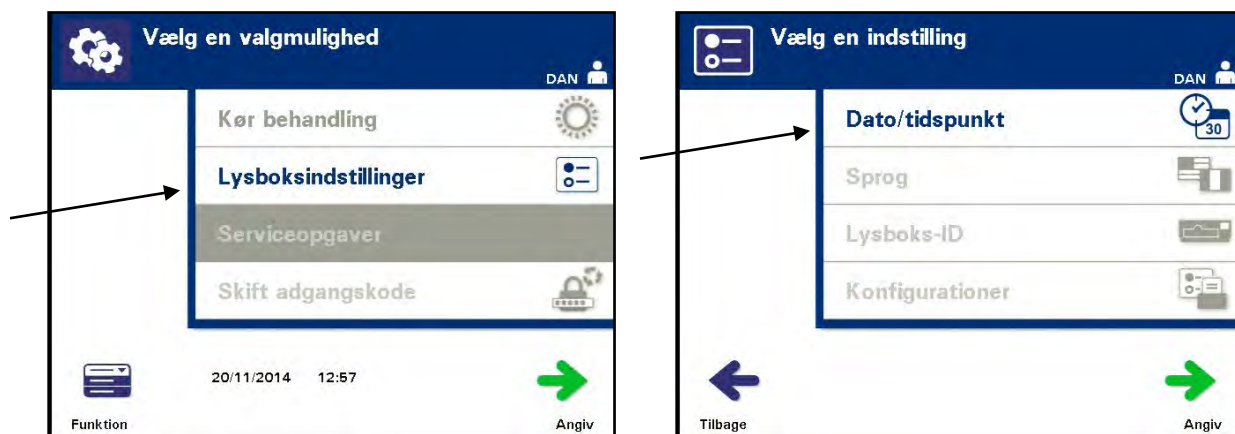 Vælg en valgmulighed
DAN
Kør behandling
Lysboksindstillinger
Serviceopgaver
Skift adgangskode
20/11/2014 12:57
Funktion
Angiv
Vælg en indstilling
DAN
Dato/tidspunkt
30
Sprog
Lysboks-ID
Konfigurationer
Tilbage
Angiv